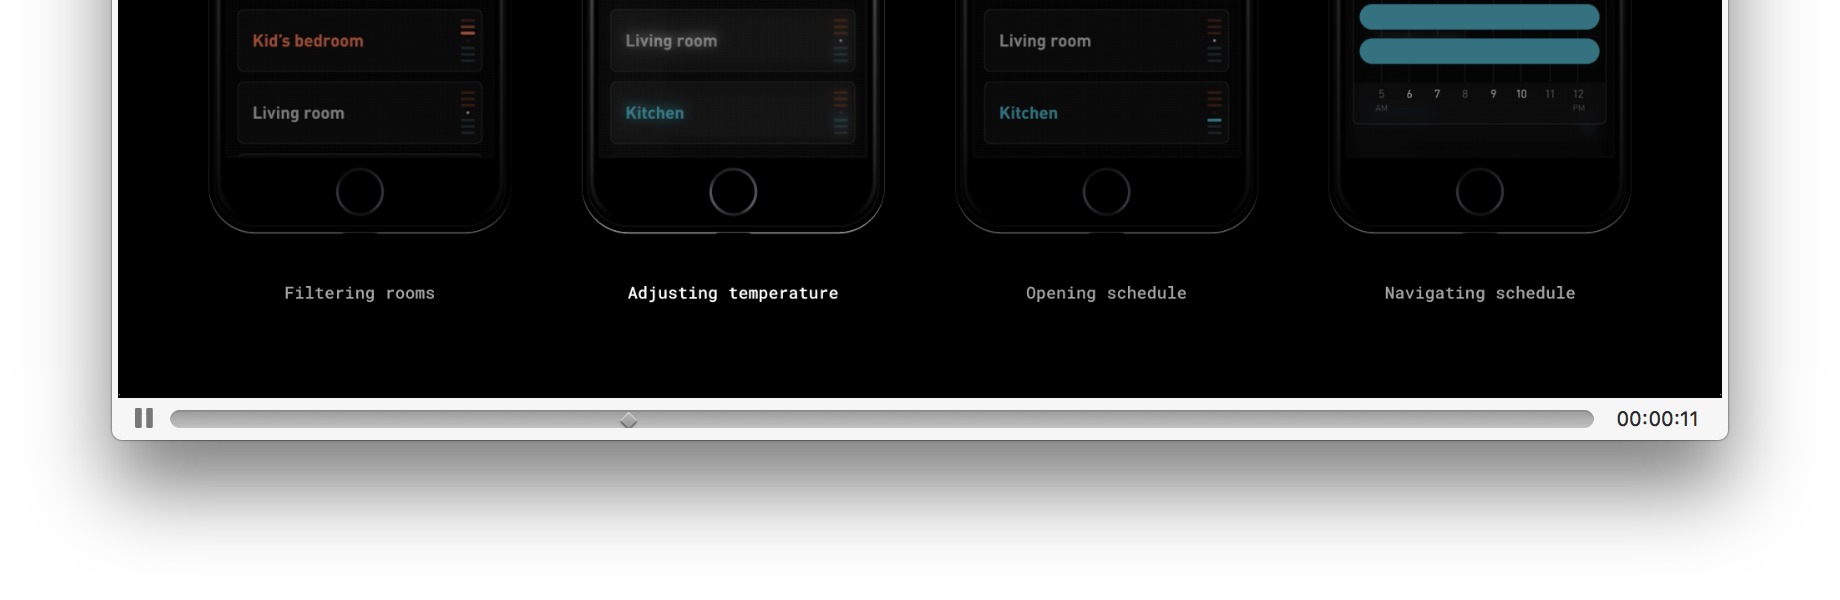 Kid's bedroom
Living room
Living room
Kitchen
Living room
Kitchen
5 6 7 8 9 10 11 12
AM PM
Filtering rooms
Adjusting temperature
Opening schedule
Navigating schedule
00:00:11